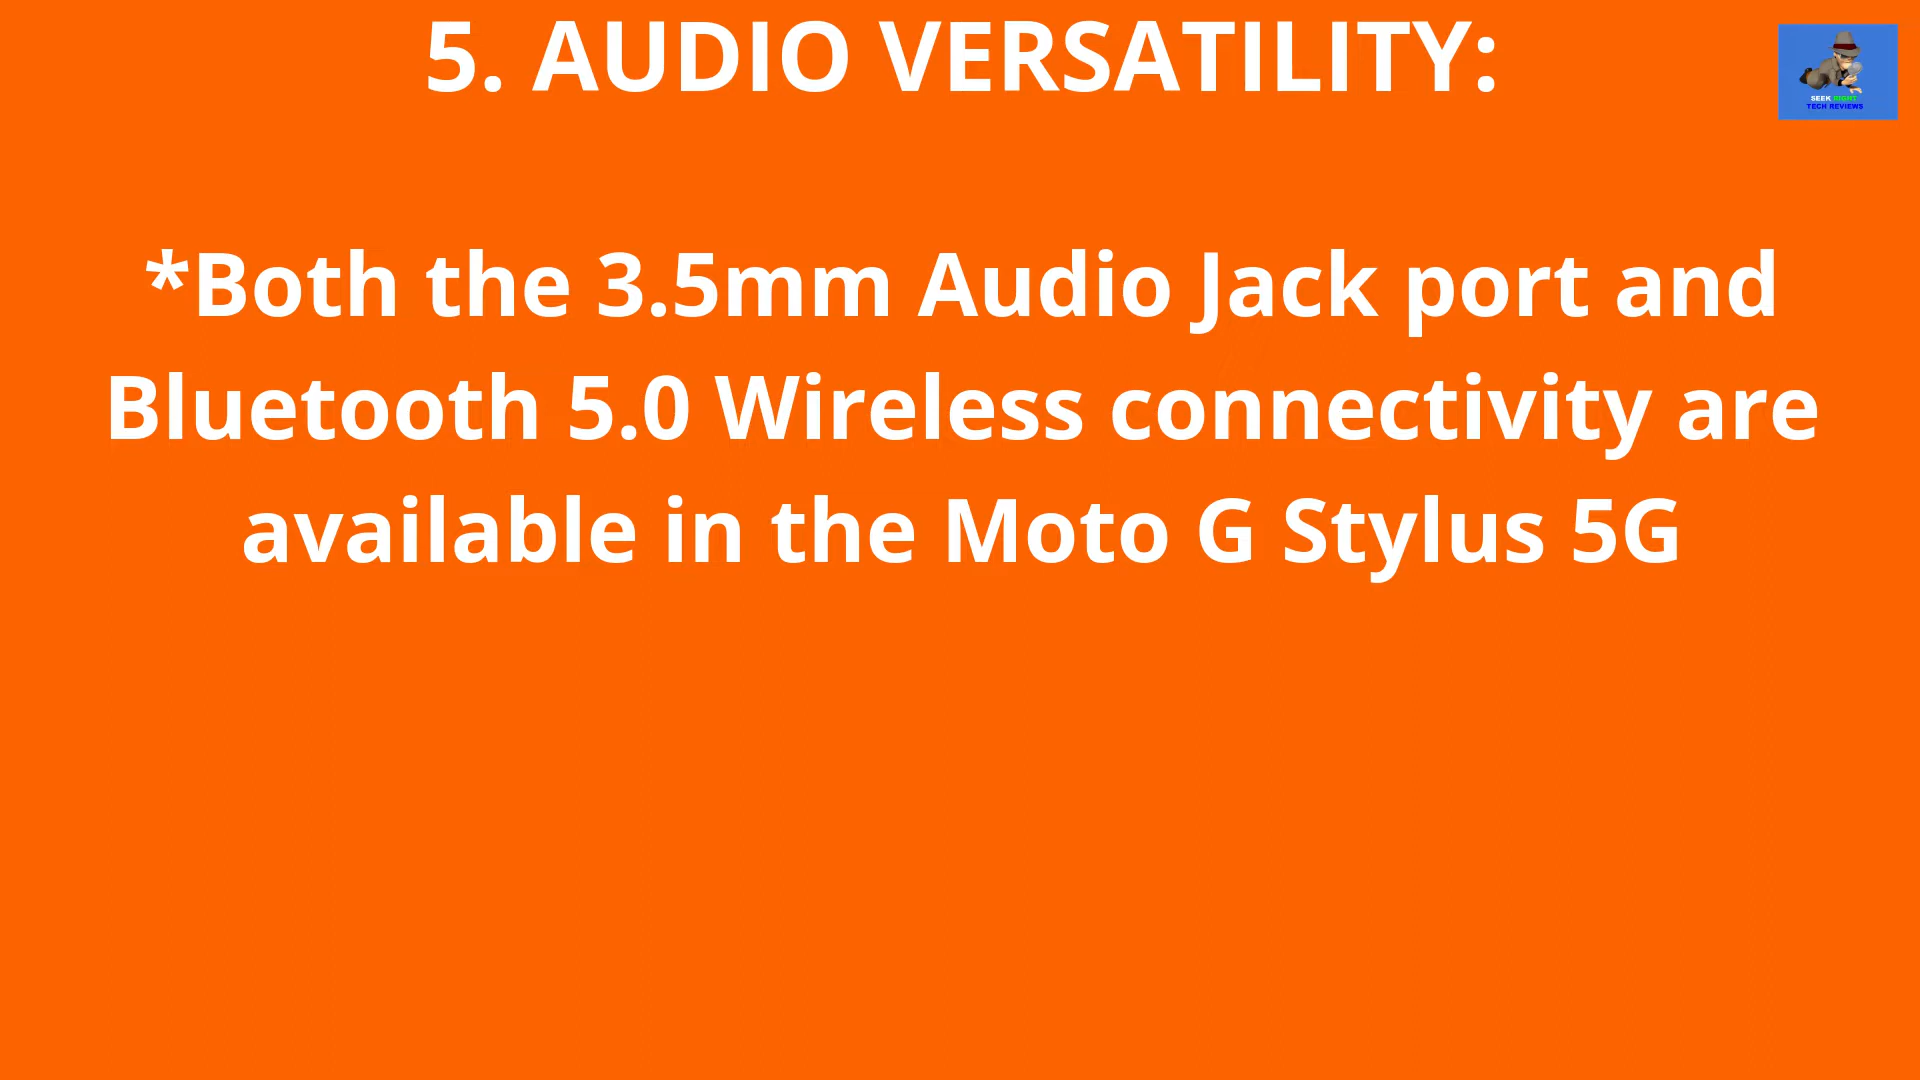 5. AUDIO VERSATILITY:
*Both the 3.5mm Audio Jack port and
Bluetooth 5.0 Wireless connectivity are
available in the Moto G Stylus 5G
SEEK RIGHT
TECH REVIEWS